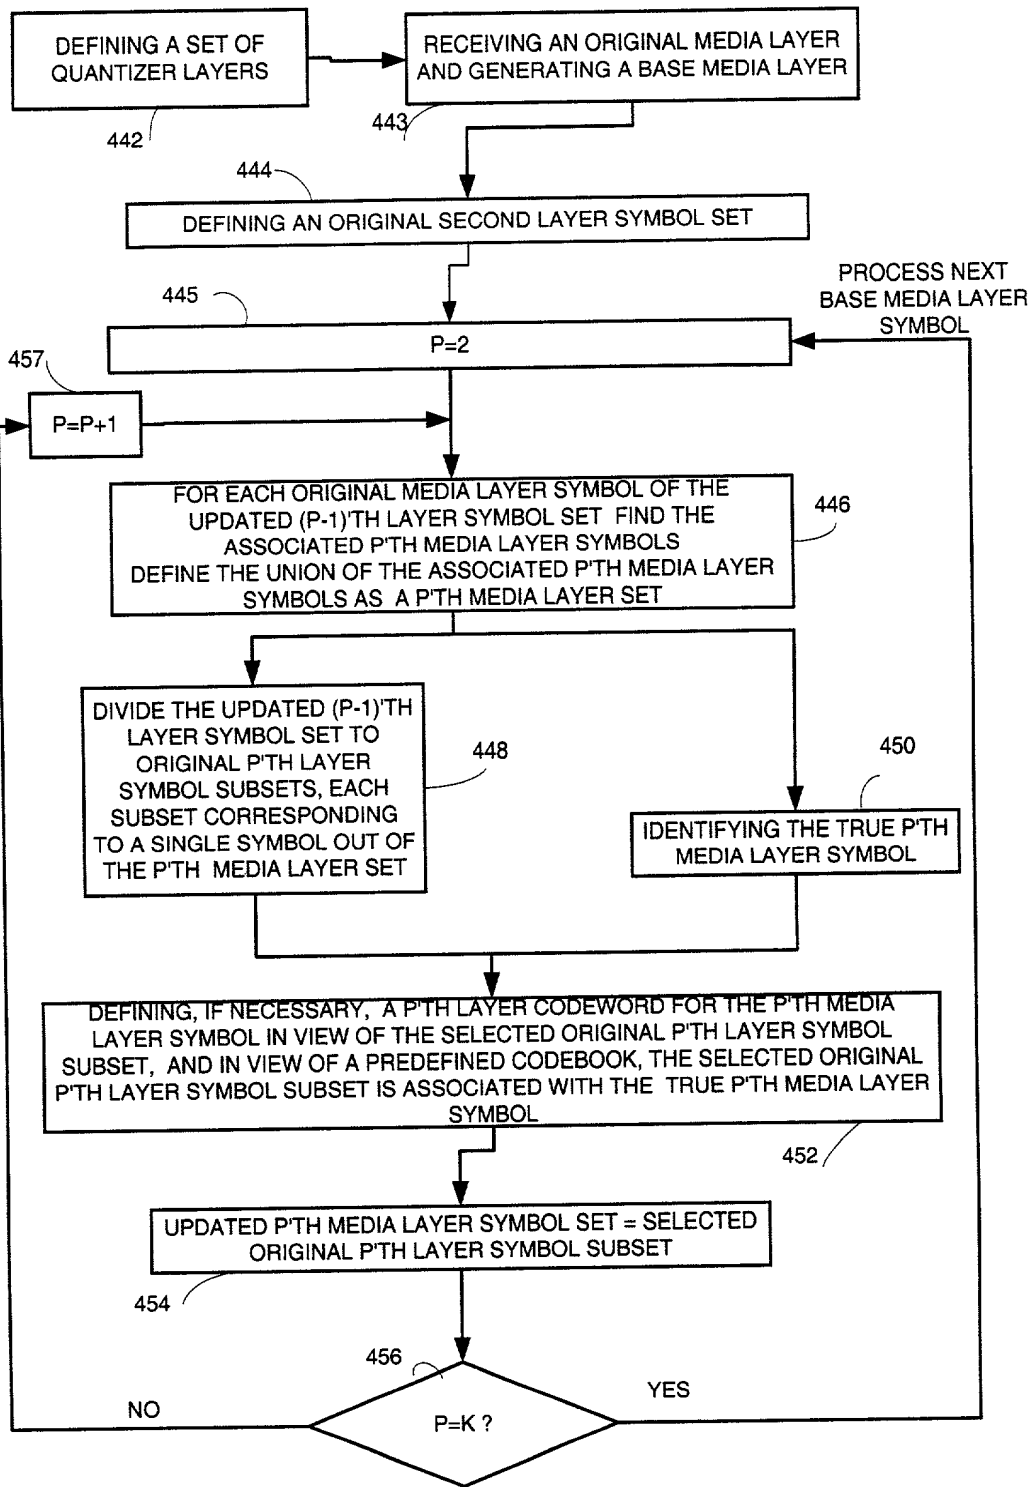 DEFINING A SET OF
QUANTIZER LAYERS
442
RECEIVING AN ORIGINAL MEDIA LAYER
AND GENERATING A BASE MEDIA LAYER
443
444
DEFINING AN ORIGINAL SECOND LAYER SYMBOL SET
PROCESS NEXT
BASE MEDIA LAYER
SYMBOL
445
P=2
457
P=P+1
FOR EACH ORIGINAL MEDIA LAYER SYMBOL OF THE
UPDATED (P-1)'TH LAYER SYMBOL SET FIND THE
ASSOCIATED P'TH MEDIA LAYER SYMBOLS
DEFINE THE UNION OF THE ASSOCIATED P'TH MEDIA LAYER
SYMBOLS AS A P'TH MEDIA LAYER SET
446
DIVIDE THE UPDATED (P-1)'TH
LAYER SYMBOL SET TO
ORIGINAL P'TH LAYER
SYMBOL SUBSETS, EACH
SUBSET CORRESPONDING
TO A SINGLE SYMBOL OUT OF
THE P'TH MEDIA LAYER SET
448
450
IDENTIFYING THE TRUE P'TH
MEDIA LAYER SYMBOL
DEFINING, IF NECESSARY, A P'TH LAYER CODEWORD FOR THE P'TH MEDIA
LAYER SYMBOL IN VIEW OF THE SELECTED ORIGINAL P'TH LAYER SYMBOL
SUBSET, AND IN VIEW OF A PREDEFINED CODEBOOK, THE SELECTED ORIGINAL
P'TH LAYER SYMBOL SUBSET IS ASSOCIATED WITH THE TRUE P'TH MEDIA LAYER
SYMBOL
452
UPDATED P'TH MEDIA LAYER SYMBOL SET = SELECTED
ORIGINAL P'TH LAYER SYMBOL SUBSET
454
456
P=K ?
NO
YES